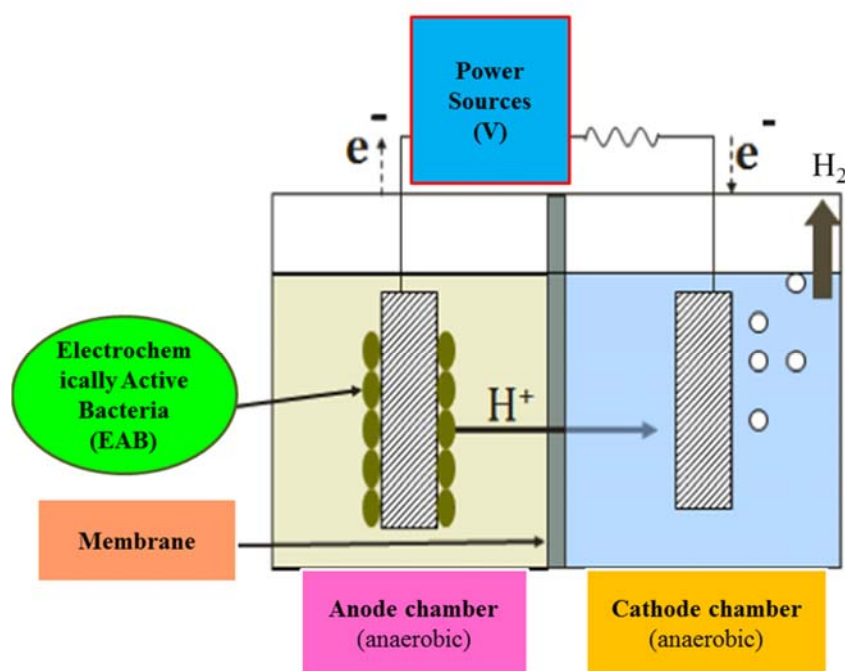 Power
Sources
(V)
e-
e-
H2
Electrochem
ically Active
Bacteria
(EAB)
H+
Membrane
Anode chamber
(anaerobic)
Cathode chamber
(anaerobic)